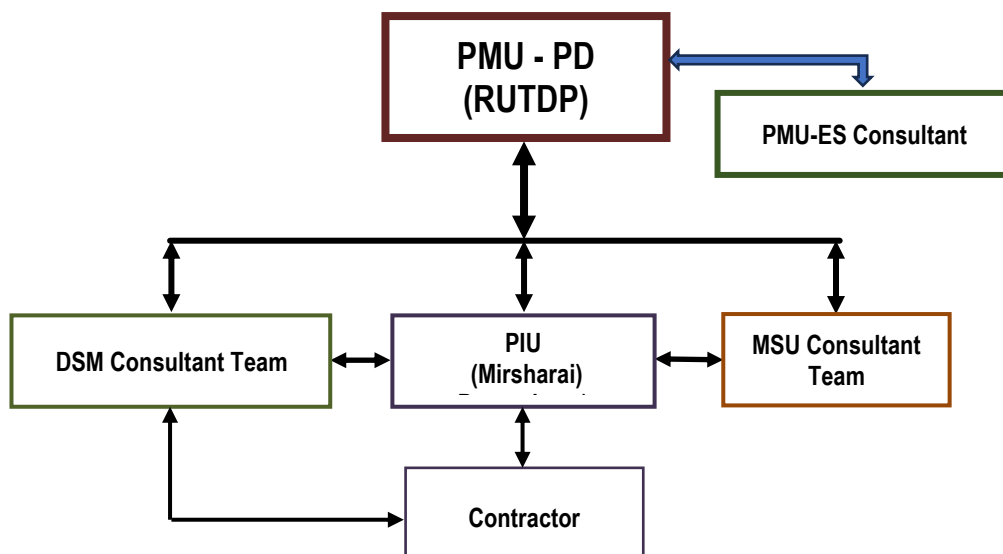 PMU - PD
(RUTDP)
PMU-ES Consultant
DSM Consultant Team
PIU
(Mirsharai)
MSU Consultant
Team
Contractor